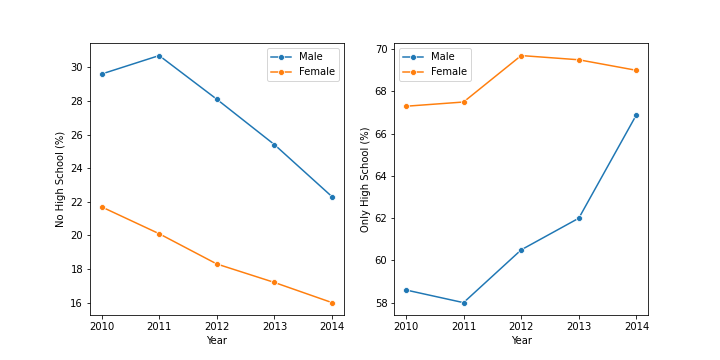 No High School (%)
30
28
26
24
22
20
18
16
2010 2011 2012 2013 2014
Year
Male
Female
Only High School (%)
70
68
66
64
62
60
58
2010 2011 2012 2013 2014
Year
Male
Female